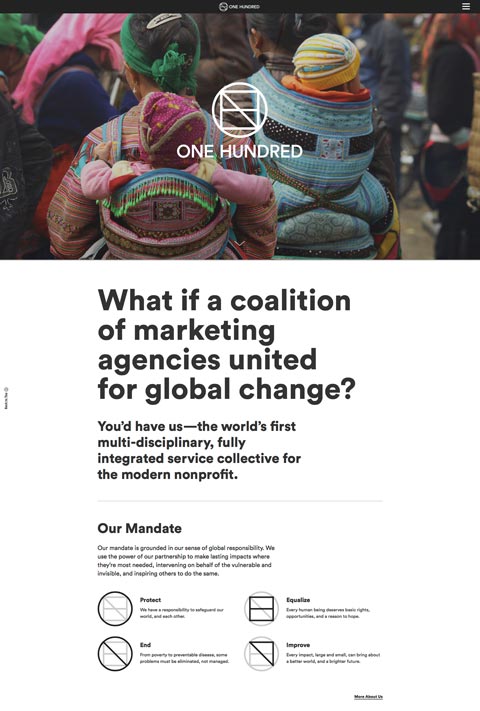 ONE HUNDRED
ONE HUNDRED
What if a coalition
of marketing
agencies united
for global change?
You’d have us—the world’s first
multi-disciplinary, fully
integrated service collective for
the modern nonprofit.
Back to Top
Our Mandate
Our mandate is grounded in our sense of global responsibility. We
use the power of our partnership to make lasting impacts where
they’re most needed, intervening on behalf of the vulnerable and
invisible, and inspiring others to do the same.
Protect
We have a responsibility to safeguard our
world, and each other.
Equalize
Every human being deserves basic rights,
opportunities, and a reason to hope.
End
From poverty to preventable disease, some
problems must be eliminated, not managed.
Improve
Every impact, large and small, can bring about
a better world, and a brighter future.
More About Us